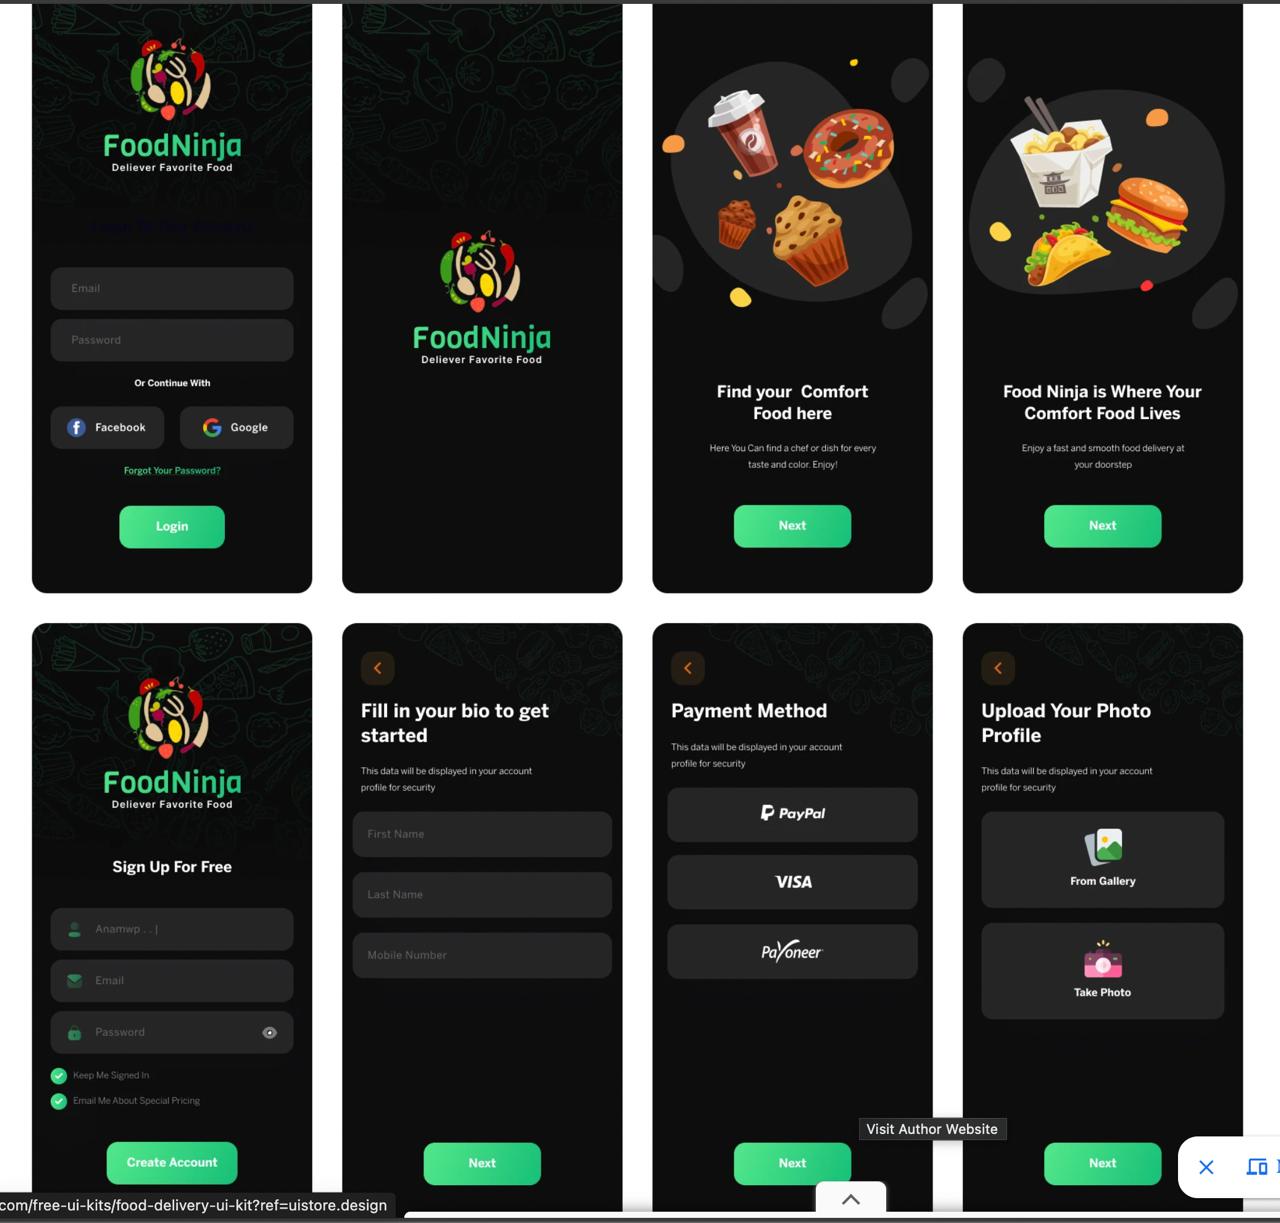 FoodNinja
Deliever Favorite Food
Login To Your Account
Email
Password
Or Continue With
Facebook
Google
Forgot Your Password?
Login
FoodNinja
Deliever Favorite Food
Find your  Comfort
Food here
Here You Can find a chef or dish for every
taste and color. Enjoy!
Next
Food Ninja is Where Your
Comfort Food Lives
Enjoy a fast and smooth food delivery at
your doorstep
Next
FoodNinja
Deliever Favorite Food
Sign Up For Free
Anamwp . . |
Email
Password
Keep Me Signed In
Email Me About Special Pricing
Create Account
Fill in your bio to get
started
This data will be displayed in your account
profile for security
First Name
Last Name
Mobile Number
Next
Payment Method
This data will be displayed in your account
profile for security
PayPal
VISA
Payoneer
Next
Upload Your Photo
Profile
This data will be displayed in your account
profile for security
From Gallery
Take Photo
Next
Visit Author Website
com/free-ui-kits/food-delivery-ui-kit?ref=uistore.design